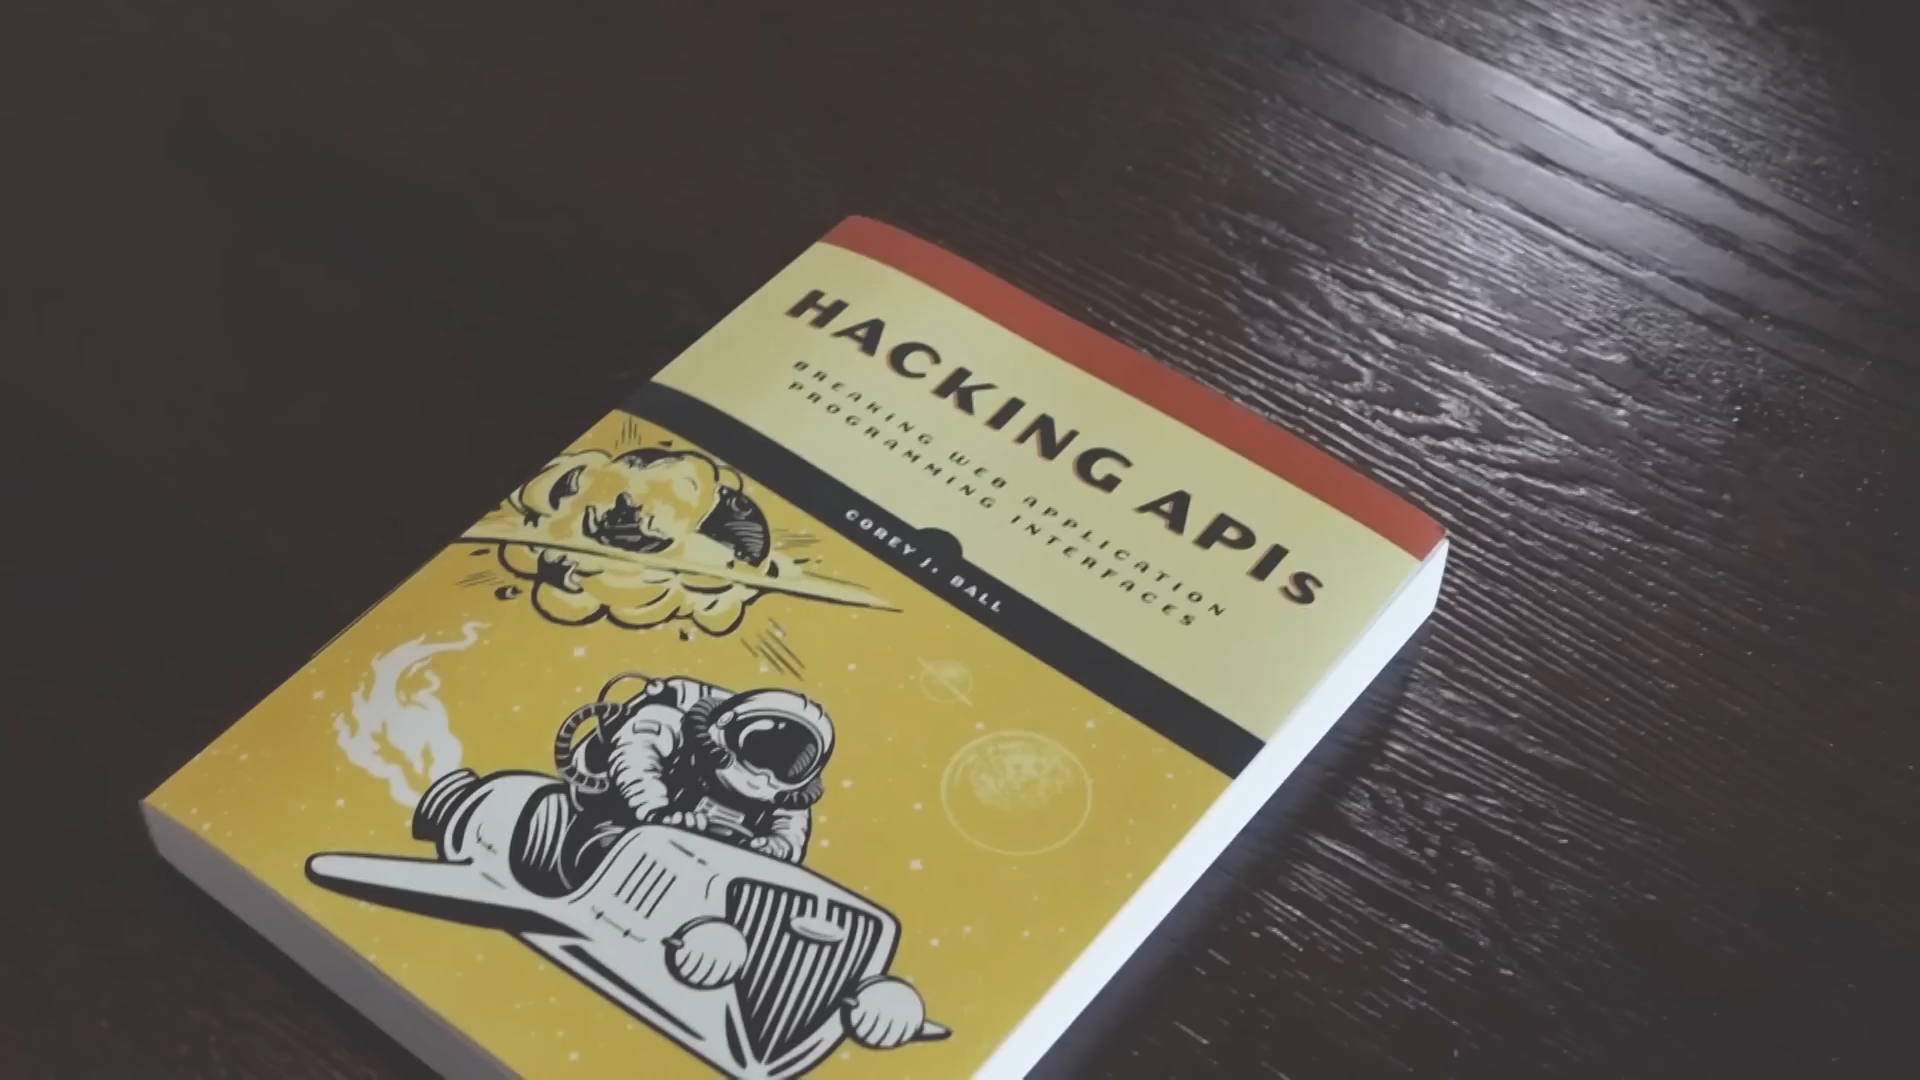 HACKING APIS
BREAKING WEB APPLICATION
PROGRAMMING INTERFACES
COREY J. BALL